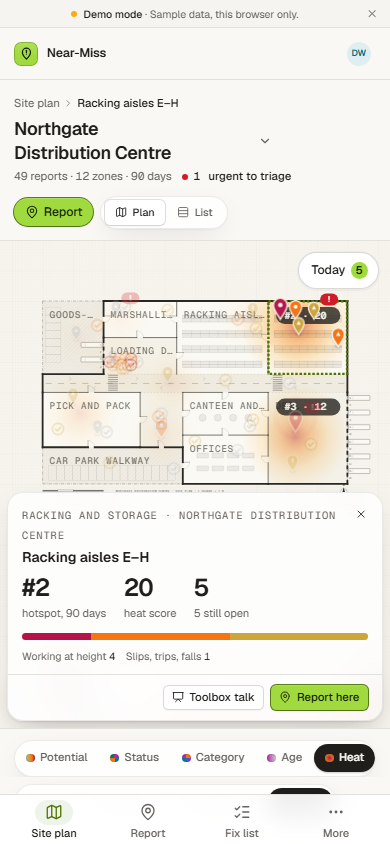 Demo mode · Sample data, this browser only.
Near-Miss
DW
Site plan > Racking aisles E–H
Northgate
Distribution Centre
49 reports · 12 zones · 90 days 1 urgent to triage
Report
Plan
List
Today 5
GOODS-…
MARSHALLI…
RACKING AISL…
LOADING D…
PICK AND PACK
CANTEEN AND…
#3 · 12
OFFICES
CAR PARK WALKWAY
RACKING AND STORAGE · NORTHGATE DISTRIBUTION
CENTRE
Racking aisles E–H
#2 20 5
hotspot, 90 days heat score 5 still open
Working at height 4 Slips, trips, falls 1
Toolbox talk
Report here
Potential Status Category Age Heat
Site plan Report Fix list More